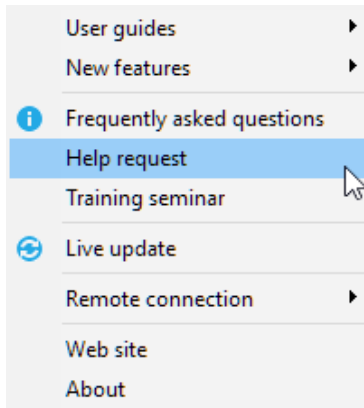 User guides
New features
Frequently asked questions
Help request
Training seminar
Live update
Remote connection
Web site
About